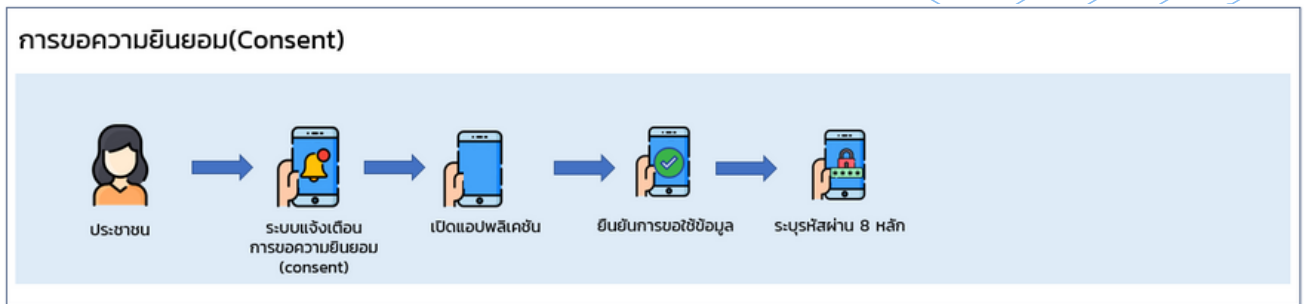 การขอความยินยอม(Consent)
ประชาชน
ระบบแจ้งเตือน
การขอความยินยอม
(consent)
เปิดแอปพลิเคชัน
ยืนยันการขอใช้ข้อมูล
ระบุรหัสผ่าน 8 หลัก